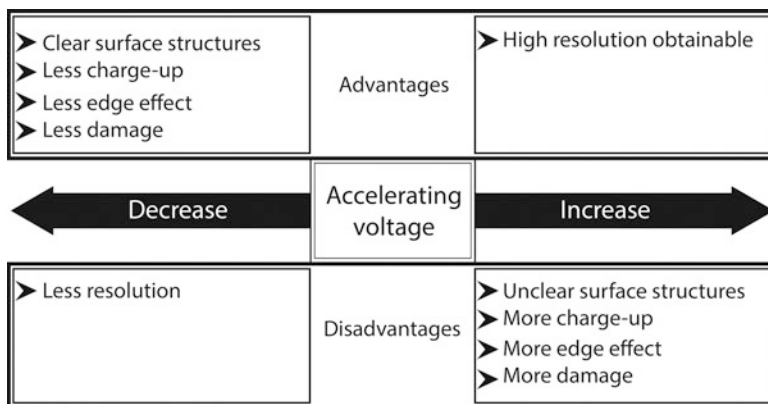 Clear surface structures
Less charge-up
Less edge effect
Less damage
Advantages
High resolution obtainable
Decrease
Accelerating
voltage
Increase
Less resolution
Disadvantages
Unclear surface structures
More charge-up
More edge effect
More damage